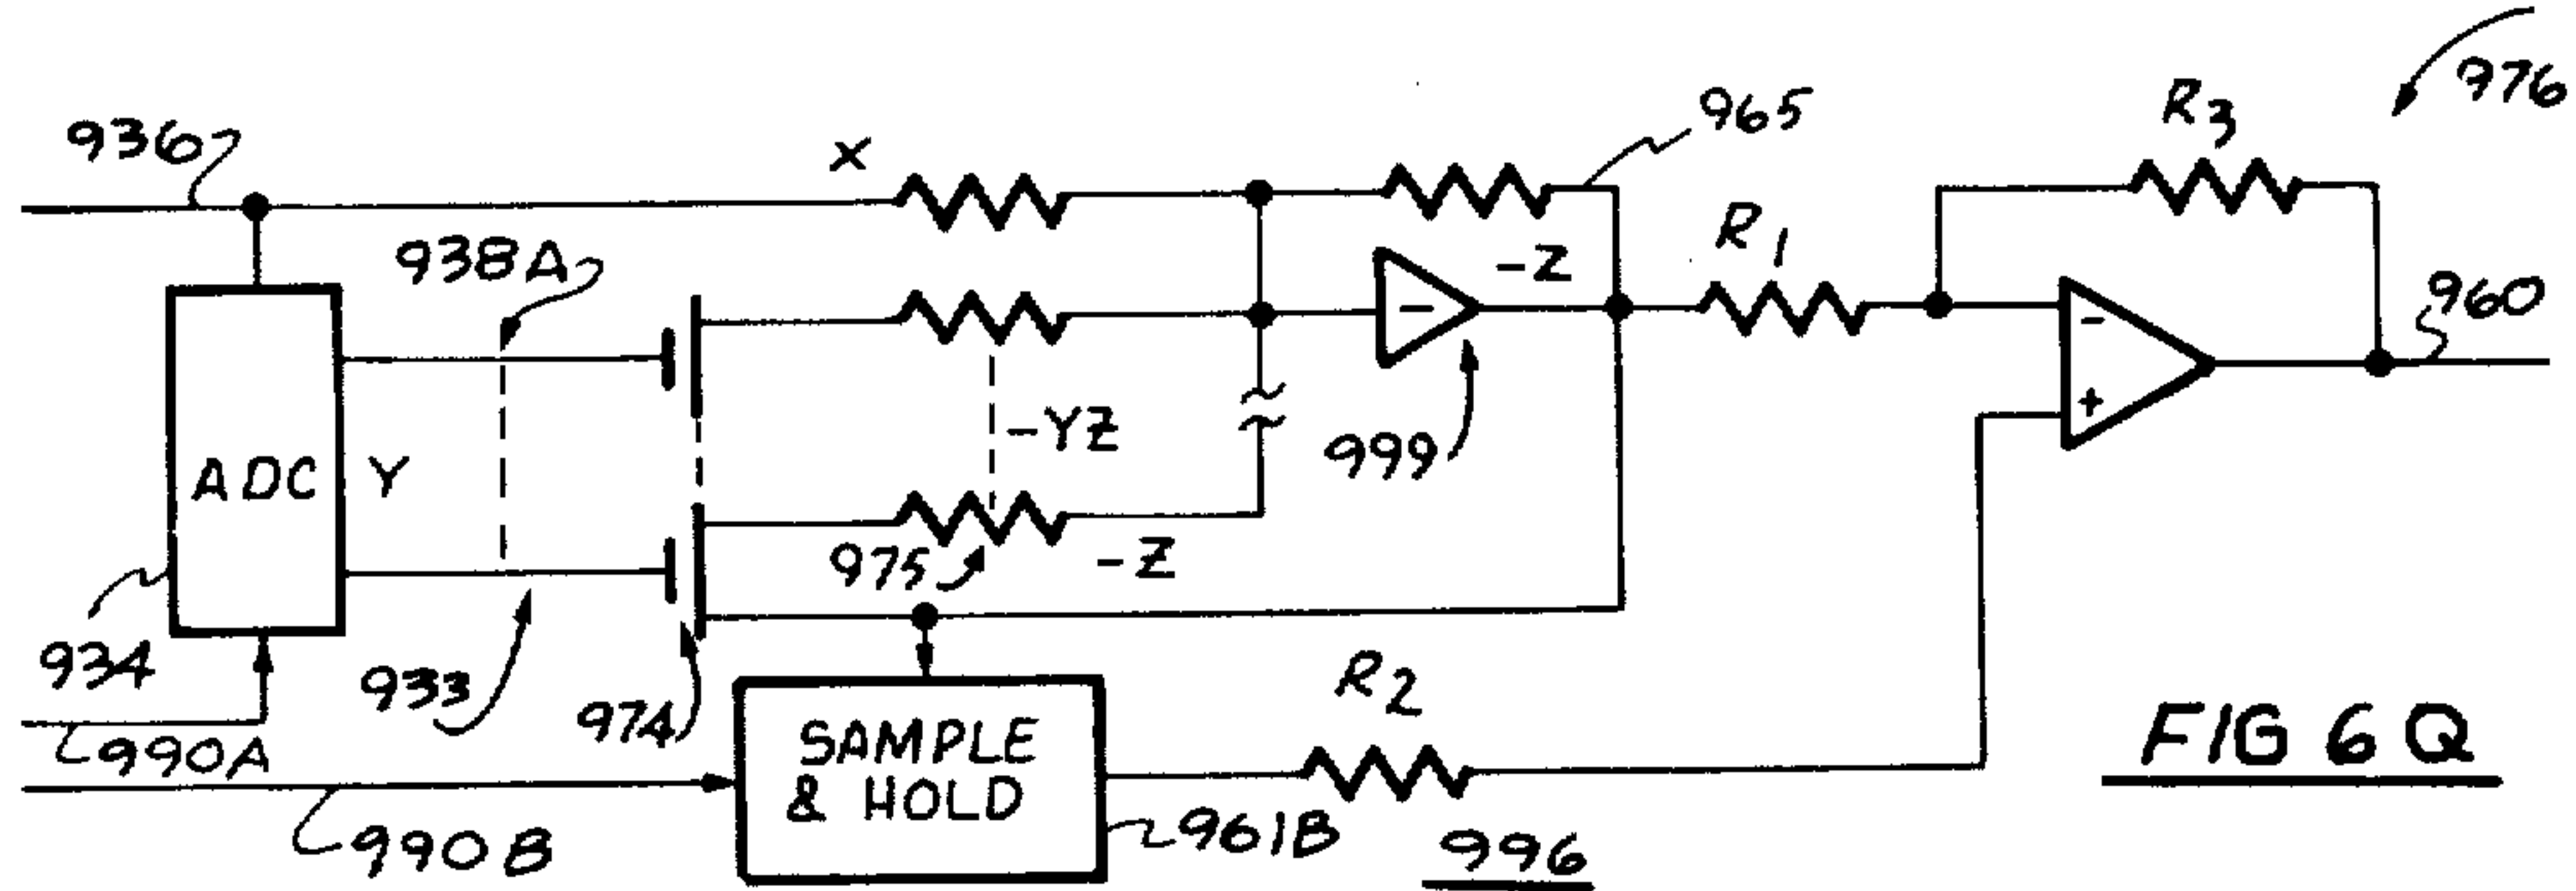 976
R3
936
X
965
938A
R1
-Z
960
-
-
+
-YZ
999
ADC
Y
975
-Z
934
933
974
R2
SAMPLE
& HOLD
FIG 6Q
990A
990B
961B
996